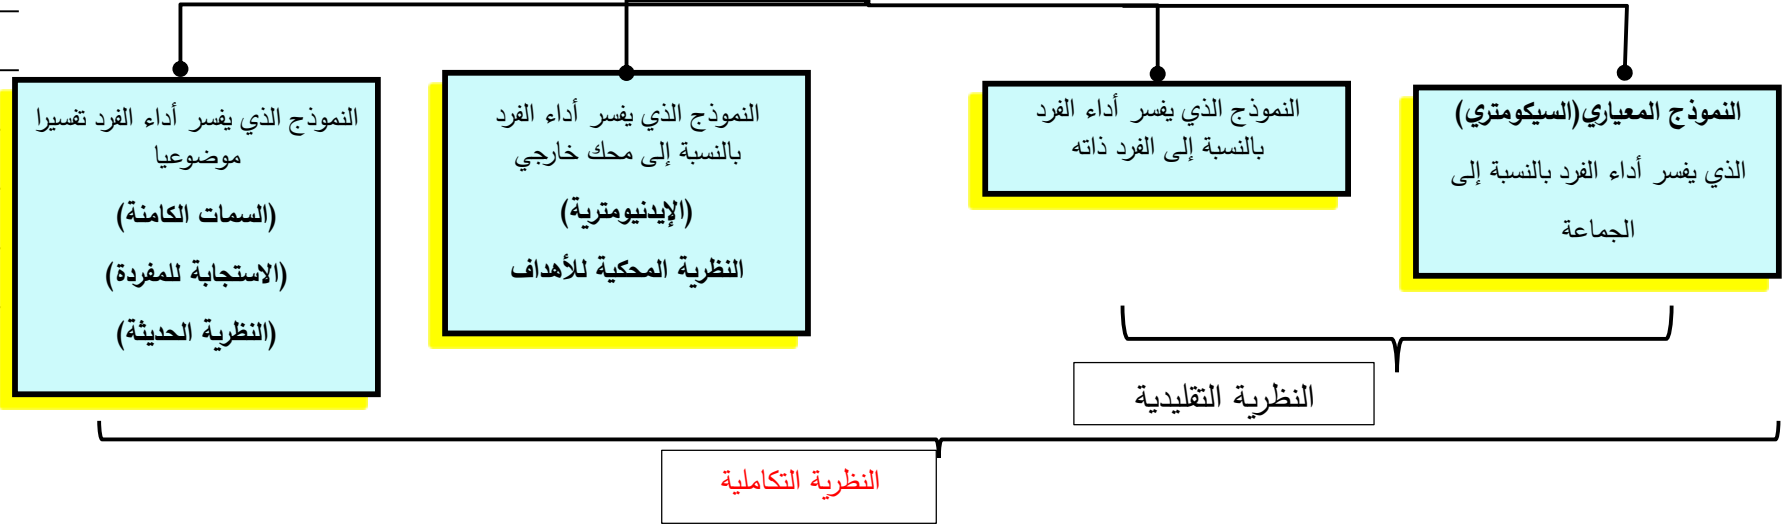 النموذج المعياري(السيكومتري)
الذي يفسر أداء الفرد بالنسبة إلى
الجماعة
النموذج الذي يفسر أداء الفرد
بالنسبة إلى الفرد ذاته
النموذج الذي يفسر أداء الفرد
بالنسبة إلى محك خارجي
(الإيدنيومترية)
النظرية المحكية للأهداف
النموذج الذي يفسر أداء الفرد تفسيرا
موضوعيا
(السمات الكامنة)
(الاستجابة للمفردة)
(النظرية الحديثة)
النظرية التقليدية
النظرية التكاملية